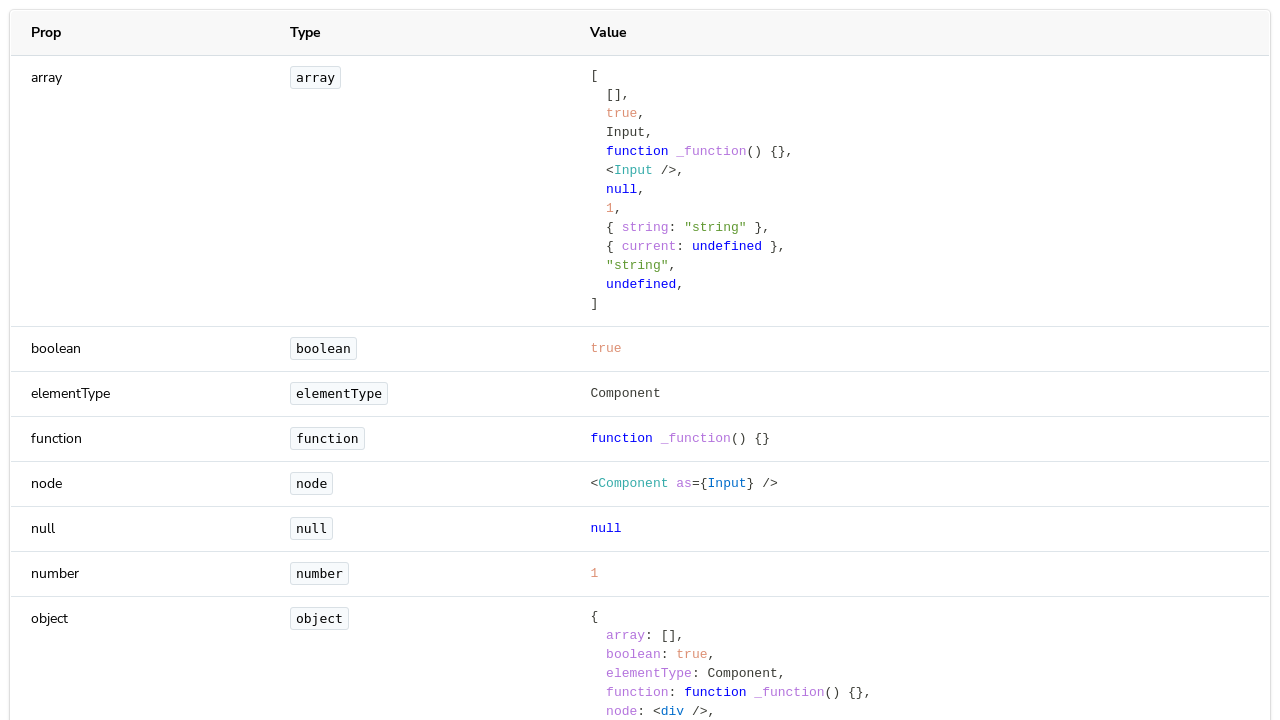 Prop Type Value
array array [
[],
true,
Input,
function _function() {},
<Input />,
null,
1,
{ string: "string" },
{ current: undefined },
"string",
undefined,
]
boolean boolean true
elementType elementType Component
function function function _function() {}
node node <Component as={Input} />
null null null
number number 1
object object {
array: [],
boolean: true,
elementType: Component,
function: function _function() {},
node: <div />,